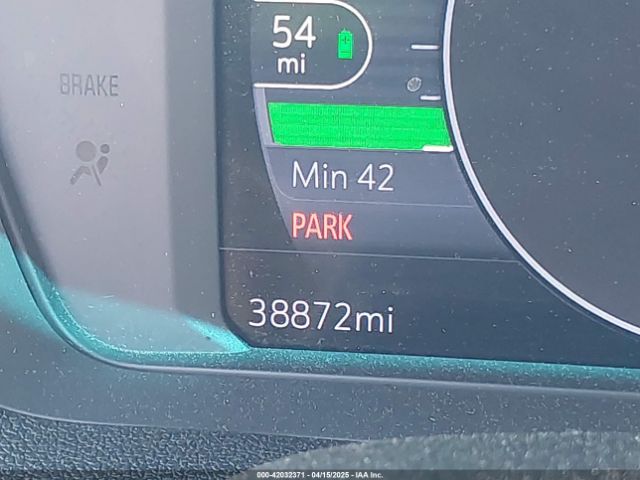 54
mi
BRAKE
Min 42
PARK
38872mi
000-42032371 - 04/15/2025 - IAA Inc.